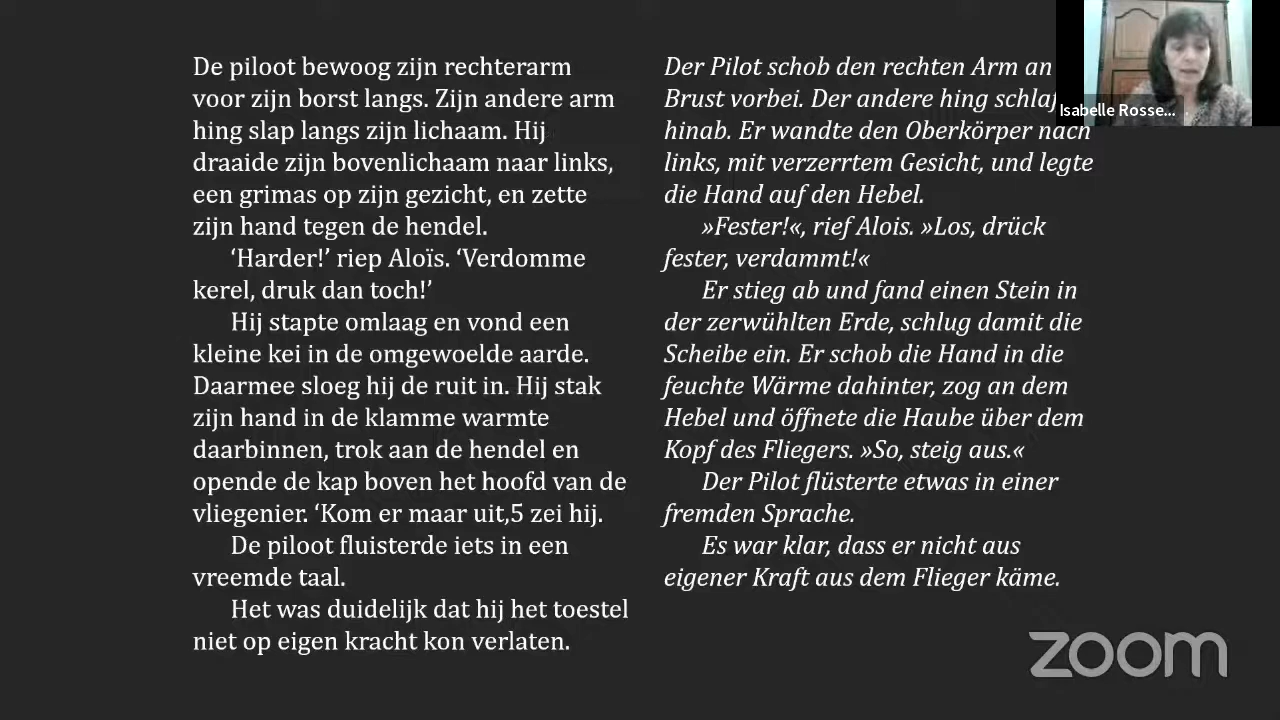 De piloot bewoog zijn rechterarm
voor zijn borst langs. Zijn andere arm
hing slap langs zijn lichaam. Hij
draaide zijn bovenlichaam naar links,
een grimas op zijn gezicht, en zette
zijn hand tegen de hendel.
‘Harder!’ riep Aloïs. ‘Verdomme
kerel, druk dan toch!’
Hij stapte omlaag en vond een
kleine kei in de omgewoelde aarde.
Daarmee sloeg hij de ruit in. Hij stak
zijn hand in de klamme warmte
daarbinnen, trok aan de hendel en
opende de kap boven het hoofd van de
vliegenier. ‘Kom er maar uit,5 zei hij.
De piloot fluisterde iets in een
vreemde taal.
Het was duidelijk dat hij het toestel
niet op eigen kracht kon verlaten.
Der Pilot schob den rechten Arm an
Brust vorbei. Der andere hing
hinab. Er wandte den Oberkörper nach
links, mit verzerrtem Gesicht, und legte
die Hand auf den Hebel.
»Fester!«, rief Alois. »Los, drück
fester, verdammt!«
Er stieg ab und fand einen Stein in
der zerwühlten Erde, schlug damit die
Scheibe ein. Er schob die Hand in die
feuchte Wärme dahinter, zog an dem
Hebel und öffnete die Haube über dem
Kopf des Fliegers. »So, steig aus.«
Der Pilot flüsterte etwas in einer
fremden Sprache.
Es war klar, dass er nicht aus
eigener Kraft aus dem Flieger käme.
Isabelle Rosse...
zoom